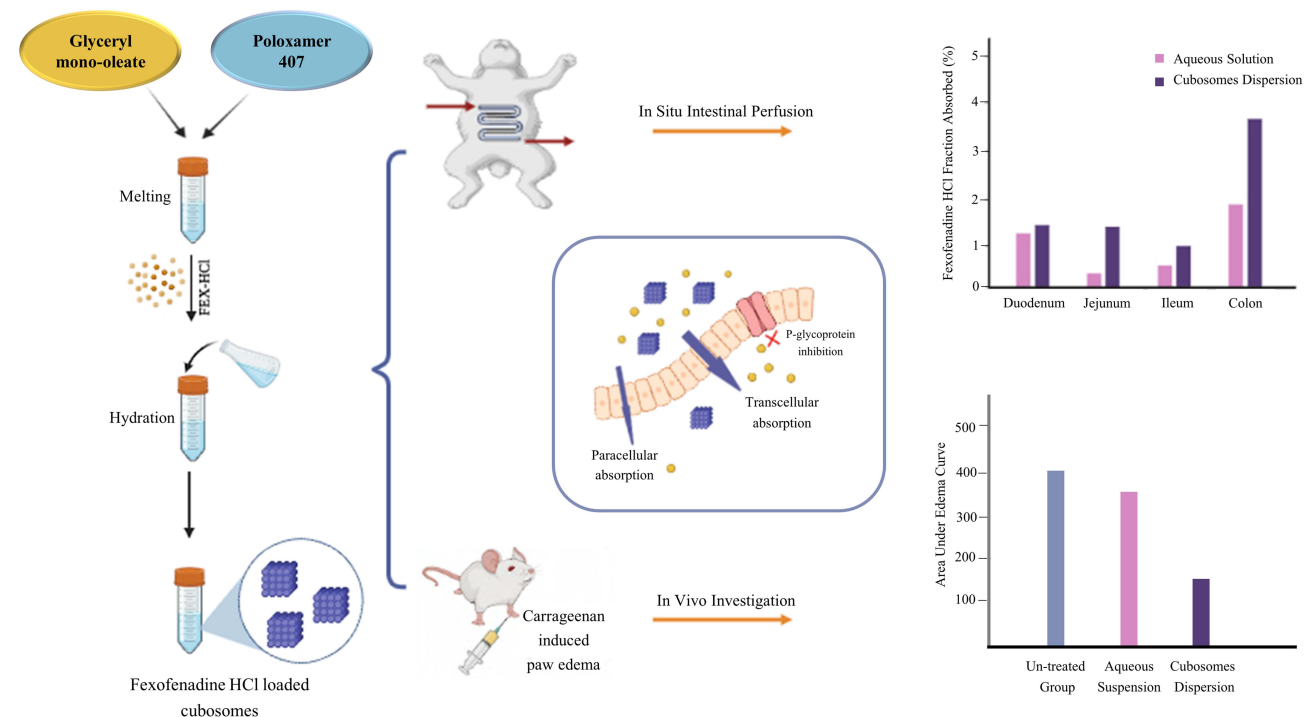 Glyceryl
mono-oleate
Poloxamer
407
Melting
FEX-HCl
Hydration
Fexofenadine HCl loaded
cubosomes
In Situ Intestinal Perfusion
P-glycoprotein
inhibition
Transcellular
absorption
Paracellular
absorption
Carrageenan
induced
paw edema
In Vivo Investigation
Fexofenadine HCl Fraction Absorbed (%)
5
4
3
2
1
0
Aqueous Solution
Cubosomes Dispersion
Duodenum
Jejunum
Ileum
Colon
Area Under Edema Curve
500
400
300
200
100
Un-treated
Group
Aqueous
Suspension
Cubosomes
Dispersion